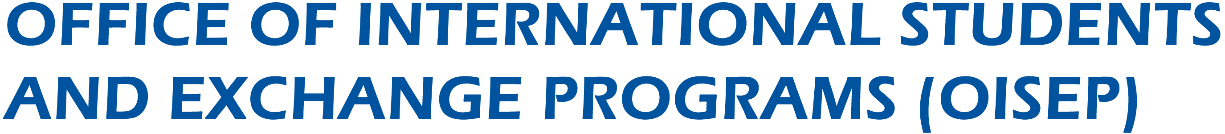 OFFICE OF INTERNATIONAL STUDENTS
AND EXCHANGE PROGRAMS (OISEP)